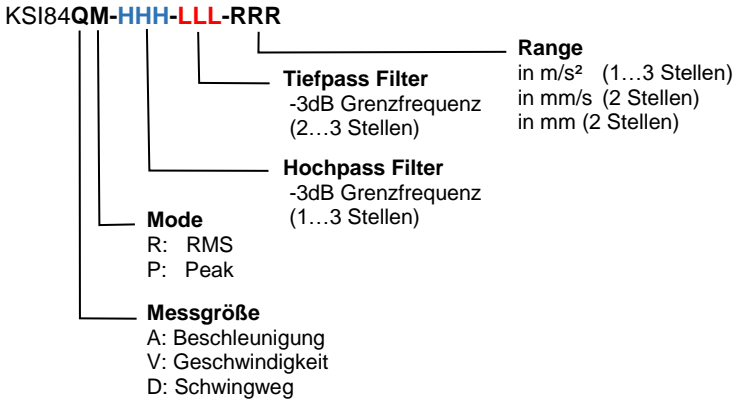 KSI84QM-HHH-LLL-RRR
Range
in m/s² (1…3 Stellen)
in mm/s (2 Stellen)
in mm (2 Stellen)
Tiefpass Filter
-3dB Grenzfrequenz
(2…3 Stellen)
Hochpass Filter
-3dB Grenzfrequenz
(1…3 Stellen)
Mode
R: RMS
P: Peak
Messgröße
A: Beschleunigung
V: Geschwindigkeit
D: Schwingweg